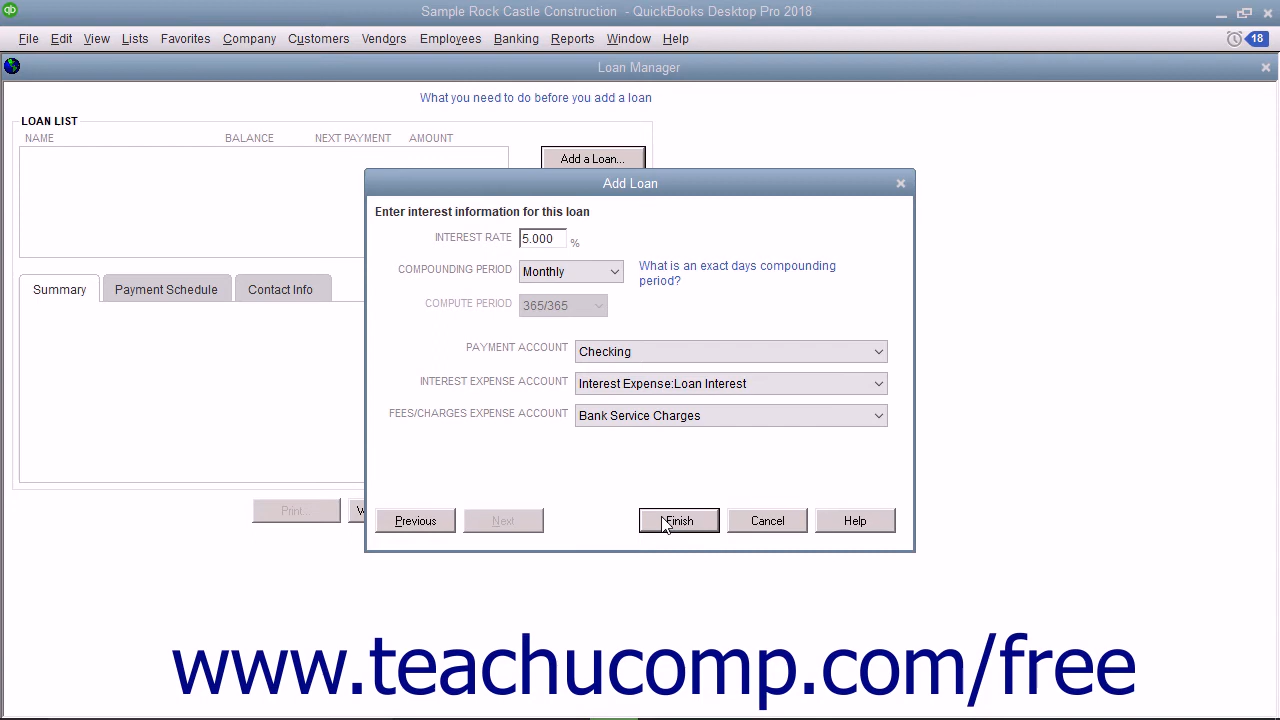 qb
Sample Rock Castle Construction - QuickBooks Desktop Pro 2018
File Edit View Lists Favorites Company Customers Vendors Employees Banking Reports Window Help 18
Loan Manager
What you need to do before you add a loan
LOAN LIST
NAME BALANCE NEXT PAYMENT AMOUNT
Add a Loan...
Add Loan
Enter interest information for this loan
INTEREST RATE 5.000 %
COMPOUNDING PERIOD Monthly
What is an exact days compounding
period?
Summary Payment Schedule Contact Info
COMPUTE PERIOD 365/365
PAYMENT ACCOUNT Checking
INTEREST EXPENSE ACCOUNT Interest Expense:Loan Interest
FEES/CHARGES EXPENSE ACCOUNT Bank Service Charges
Print...
Previous Next Finish Cancel Help
www.teachucomp.com/free